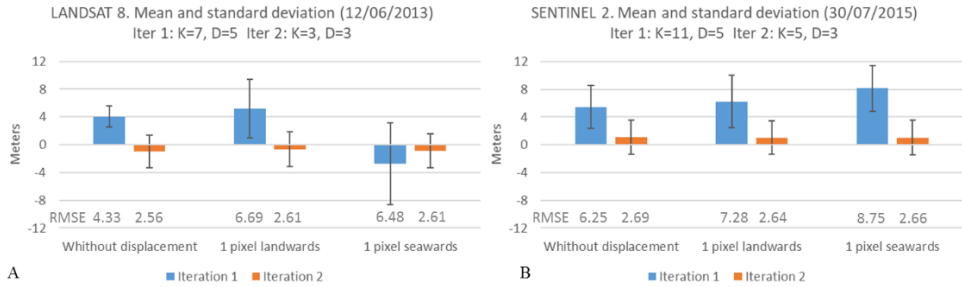 LANDSAT 8. Mean and standard deviation (12/06/2013)
Iter 1: K=7, D=5 Iter 2: K=3, D=3
12
8
4
0
-4
-8
-12
Meters
RMSE 4.33 2.56 6.69 2.61 6.48 2.61
Whithout displacement 1 pixel landwards 1 pixel seawards
A
Iteration 1 Iteration 2
SENTINEL 2. Mean and standard deviation (30/07/2015)
Iter 1: K=11, D=5 Iter 2: K=5, D=3
12
8
4
0
-4
-8
-12
Meters
RMSE 6.25 2.69 7.28 2.64 8.75 2.66
Whithout displacement 1 pixel landwards 1 pixel seawards
B
Iteration 1 Iteration 2